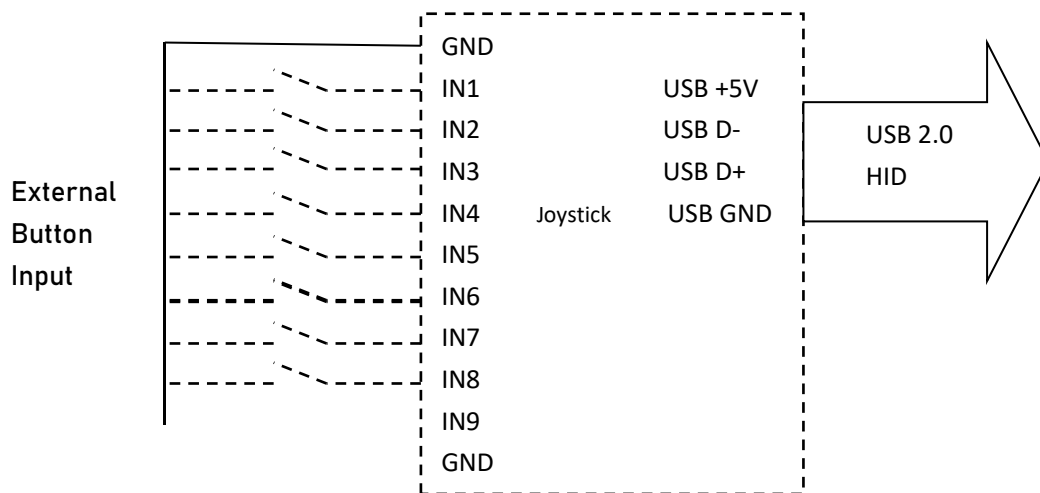 External
Button
Input
GND
IN1
IN2
IN3
IN4
IN5
IN6
IN7
IN8
IN9
GND
Joystick
USB +5V
USB D-
USB D+
USB GND
USB 2.0
HID